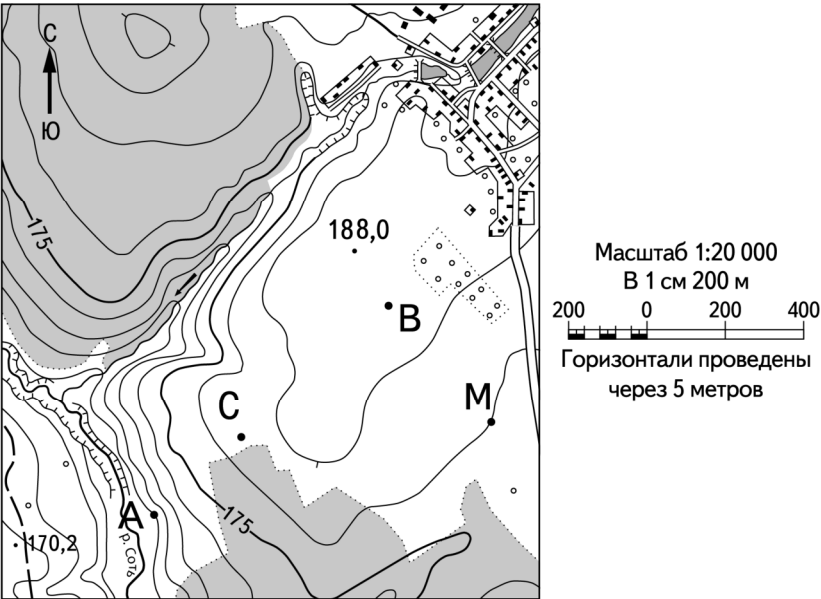 С
Ю
175
188,0
В
С
М
А
175
170,2
р. Соть
Масштаб 1:20 000
В 1 см 200 м
200 0 200 400
Горизонтали проведены
через 5 метров